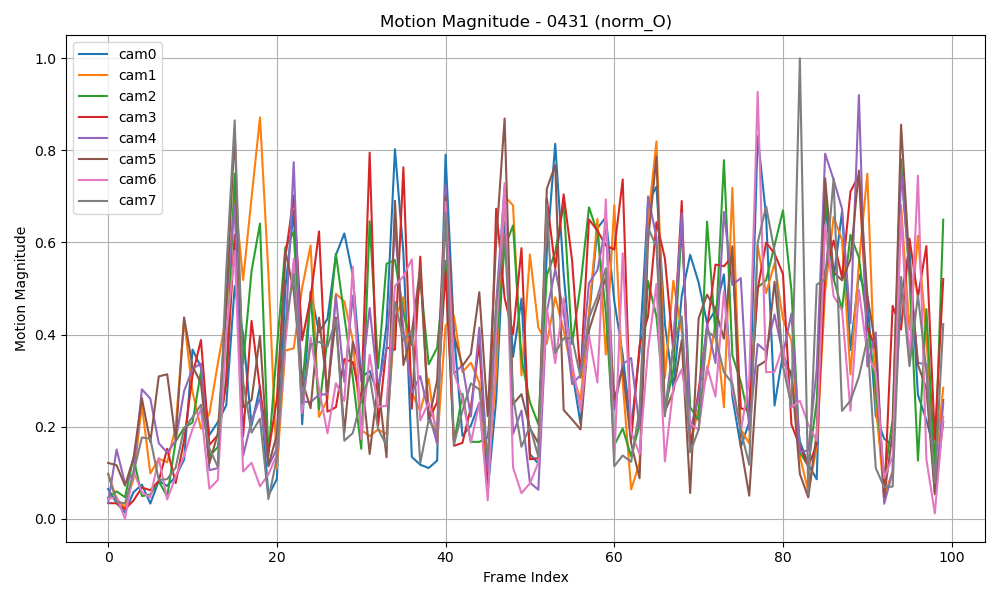 Motion Magnitude - 0431 (norm_O)
cam0
cam1
cam2
cam3
cam4
cam5
cam6
cam7
Motion Magnitude
1.0
0.8
0.6
0.4
0.2
0.0
0 20 40 60 80 100
Frame Index